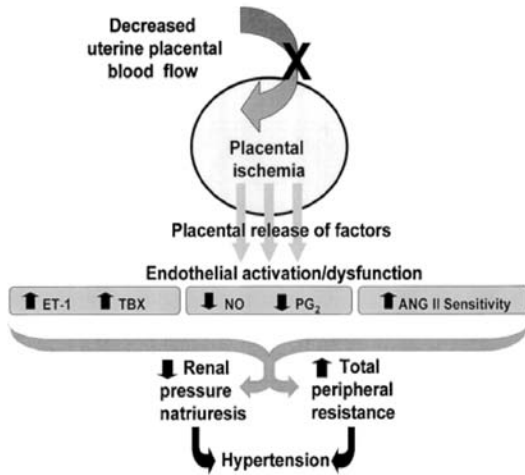 Decreased
uterine placental
blood flow
X
Placental
ischemia
Placental release of factors
Endothelial activation/dysfunction
ET-1 TBX NO PG2 ANG II Sensitivity
Renal
pressure
natriuresis
Total
peripheral
resistance
Hypertension